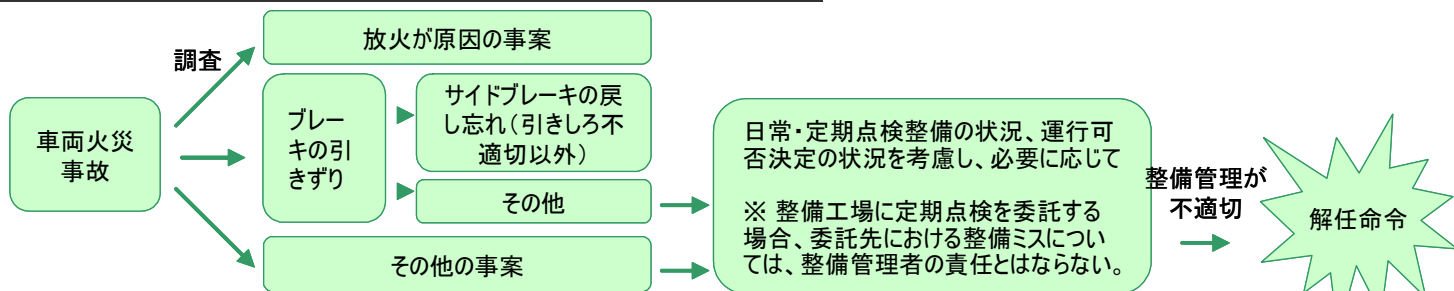 調査
放火が原因の事案
車両火災
事故
ブレー
キの引
きずり
サイドブレーキの戻
し忘れ（引きしろ不
適切以外）
その他
その他の事案
日常・定期点検整備の状況、運行可
否決定の状況を考慮し、必要に応じて
※ 整備工場に定期点検を委託する
場合、委託先における整備ミスについ
ては、整備管理者の責任とはならない。
整備管理が
不適切
解任命令